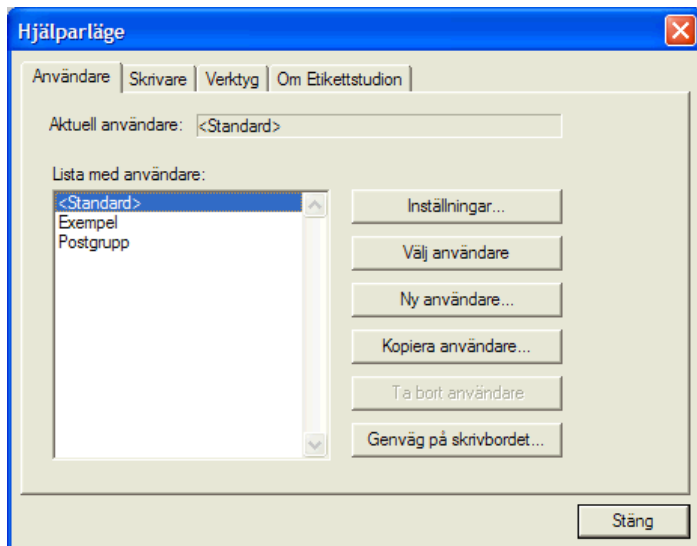 Hjälparläge
Användare Skrivare Verktyg Om Etikettstudion
Aktuell användare: <Standard>
Lista med användare:
<Standard>
Exempel
Postgrupp
Inställningar...
Välj användare
Ny användare...
Kopiera användare...
Ta bort användare
Genväg på skrivbordet...
Stäng